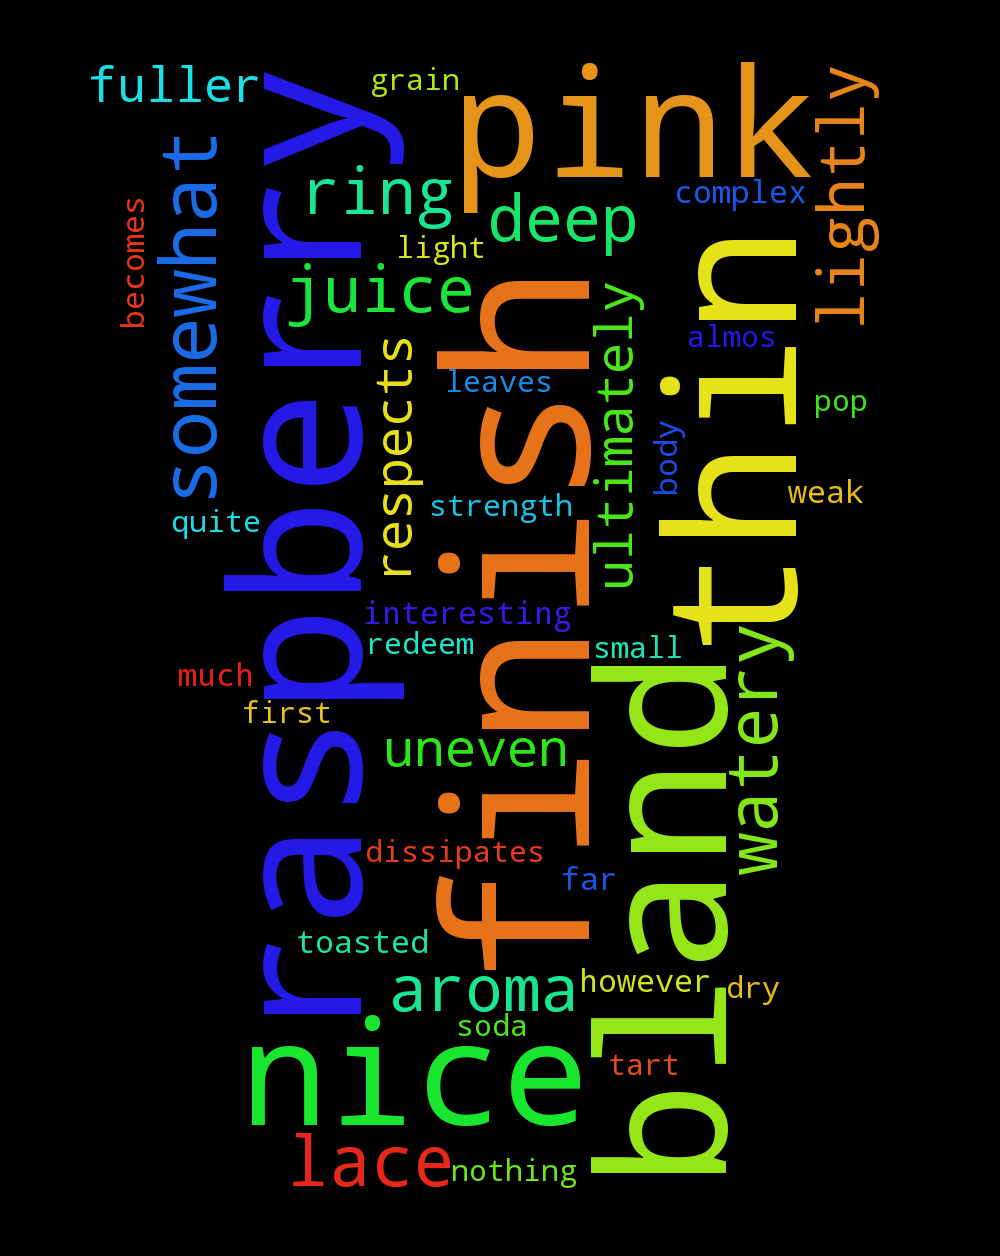 fuller
grain
pink
lightly
raspberry
somewhat
ring
complex
deep
becomes
light
juice
thin
finish
ultimately
almos
respects
leaves
pop
body
weak
strength
quite
interesting
redeem
small
watery
much
bland
first
uneven
dissipates
far
toasted
aroma
however
dry
soda
nice
tart
lace
nothing